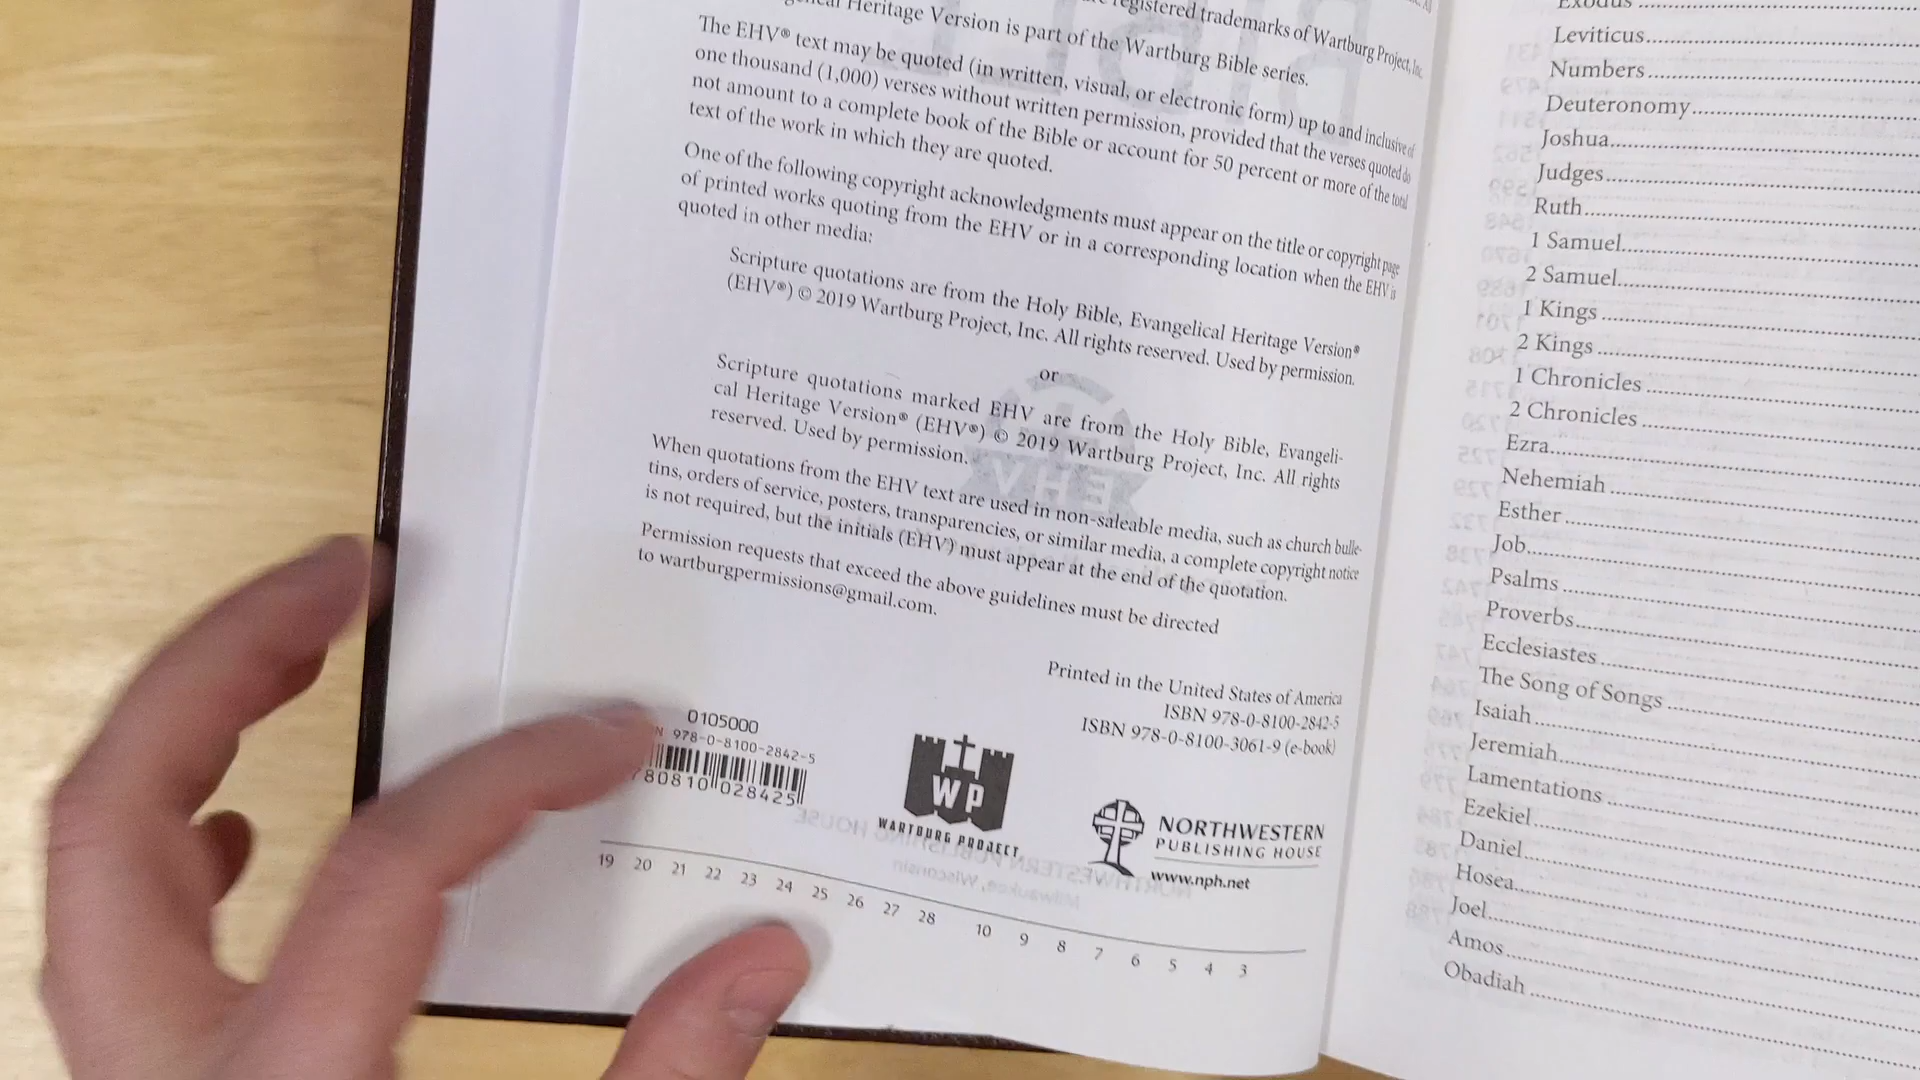 registered trademarks of Wartburg Project, Inc.
Heritage Version is part of the Wartburg Bible series.
The EHV® text may be quoted (in written, visual, or electronic form) up to and inclusive of
one thousand (1,000) verses without written permission, provided that the verses quoted do
not amount to a complete book of the Bible or account for 50 percent or more of the total
text of the work in which they are quoted.
One of the following copyright acknowledgments must appear on the title or copyright page
of printed works quoting from the EHV or in a corresponding location when the EHV is
quoted in other media:
Scripture quotations are from the Holy Bible, Evangelical Heritage Version®
(EHV®) © 2019 Wartburg Project, Inc. All rights reserved. Used by permission.
or
Scripture quotations marked EHV are from the Holy Bible, Evangeli-
cal Heritage Version® (EHV®) © 2019 Wartburg Project, Inc. All rights
reserved. Used by permission.
When quotations from the EHV text are used in non-saleable media, such as church bulle-
tins, orders of service, posters, transparencies, or similar media, a complete copyright notice
is not required, but the initials (EHV) must appear at the end of the quotation.
Permission requests that exceed the above guidelines must be directed
to wartburgpermissions@gmail.com.
Printed in the United States of America
ISBN 978-0-8100-2842-5
ISBN 978-0-8100-3061-9 (e-book)
0105000
978-0-8100-2842-5
780810 028425
WP
WARTBURG PROJECT
NORTHWESTERN
PUBLISHING HOUSE
www.nph.net
19 20 21 22 23 24 25 26 27 28 10 9 8 7 6 5 4 3
Exodus
Leviticus
Numbers
Deuteronomy
Joshua
Judges
Ruth
1 Samuel
2 Samuel
1 Kings
2 Kings
1 Chronicles
2 Chronicles
Ezra
Nehemiah
Esther
Job
Psalms
Proverbs
Ecclesiastes
The Song of Songs
Isaiah
Jeremiah
Lamentations
Ezekiel
Daniel
Hosea
Joel
Amos
Obadiah